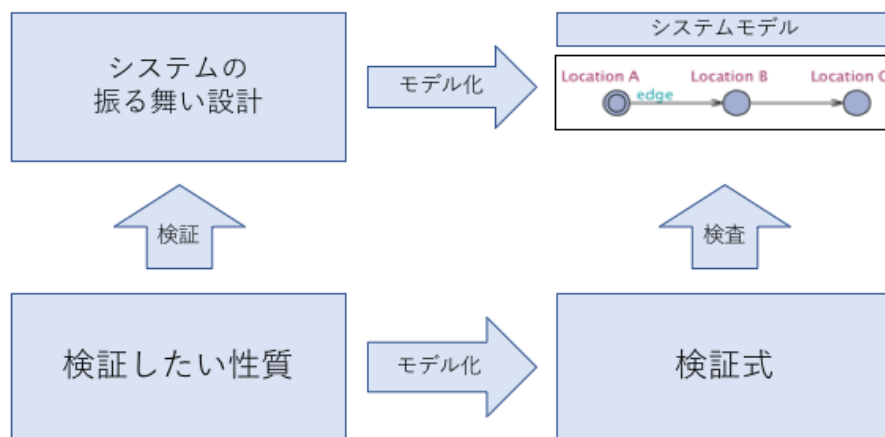 システムの
振る舞い設計
モデル化
システムモデル
Location A
Location B
Location C
edge
検証
検査
検証したい性質
モデル化
検証式